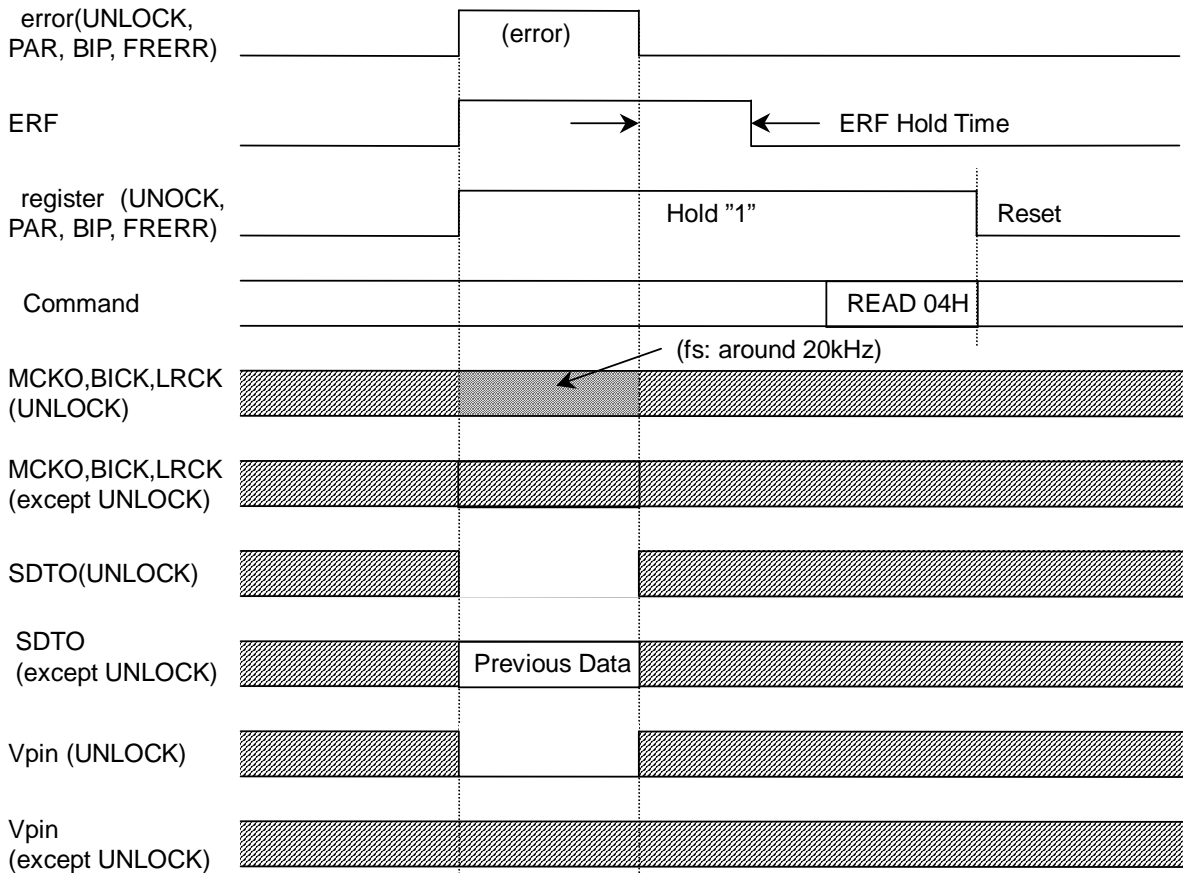 error(UNLOCK,
PAR, BIP, FRERR)
(error)
ERF
ERF Hold Time
register (UNOCK,
PAR, BIP, FRERR)
Hold ”1”
Reset
Command
READ 04H
(fs: around 20kHz)
MCKO,BICK,LRCK
(UNLOCK)
MCKO,BICK,LRCK
(except UNLOCK)
SDTO(UNLOCK)
SDTO
(except UNLOCK)
Previous Data
Vpin (UNLOCK)
Vpin
(except UNLOCK)